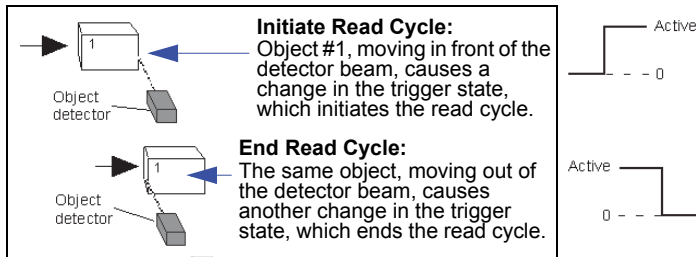 Initiate Read Cycle:
Object #1, moving in front of the
detector beam, causes a
change in the trigger state,
which initiates the read cycle.
1
Object
detector
Active
0
End Read Cycle:
The same object, moving out of
the detector beam, causes
another change in the trigger
state, which ends the read cycle.
1
Object
detector
Active
0